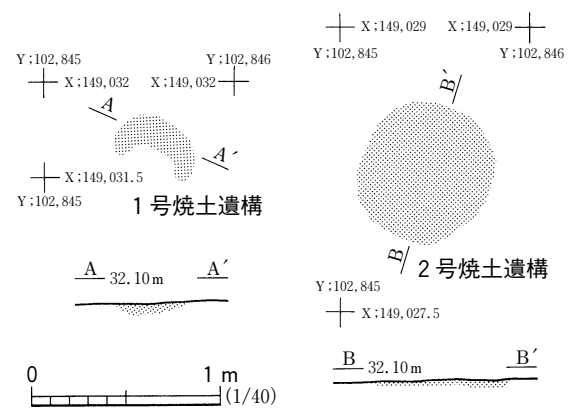 Y;102,845 Y;102,846
X;149,032 X;149,032
A
A′
X;149,031.5
Y;102,845
1号焼土遺構
A 32.10m A′
0 1 m
(1/40)
X;149,029 X;149,029
Y;102,845 Y;102,846
B′
B
2号焼土遺構
Y;102,845
X;149,027.5
B 32.10m B′